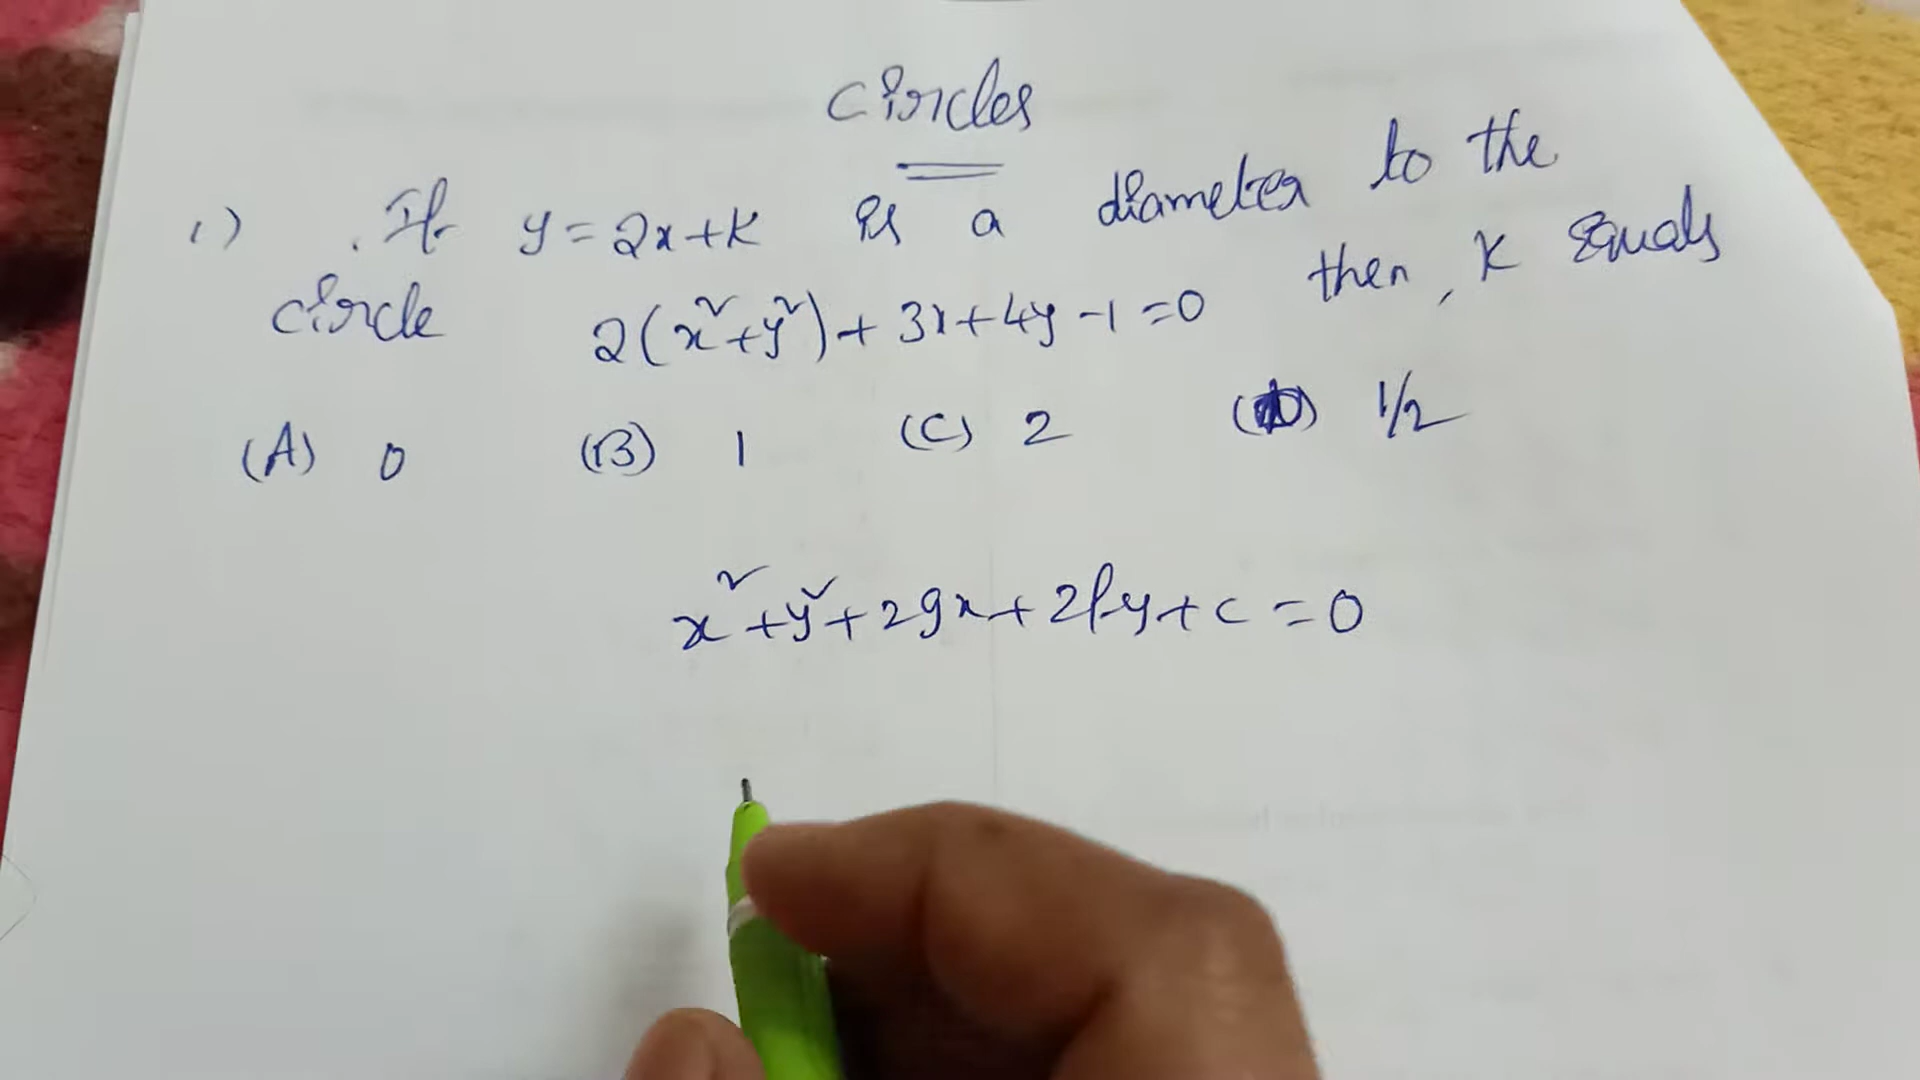 Circles
1) . If y = 2x + k is a diameter to the
circle 2(x²+y²) + 3x + 4y - 1 = 0 then, K equals
(A) 0 (B) 1 (C) 2 (D) 1/2
x² + y² + 2gx + 2fy + c = 0